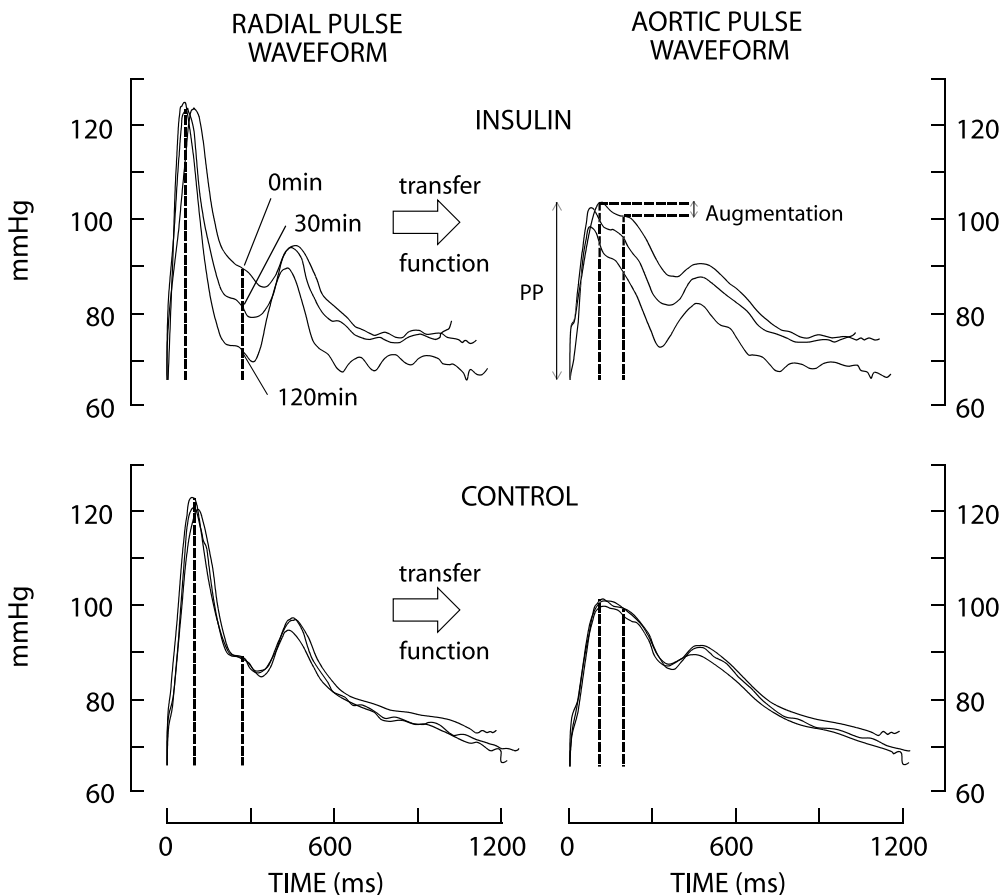 RADIAL PULSE
WAVEFORM
AORTIC PULSE
WAVEFORM
INSULIN
mmHg
120
100
80
60
0min
30min
120min
transfer
function
PP
Augmentation
120
100
80
60
CONTROL
mmHg
120
100
80
60
transfer
function
120
100
80
60
0
600
1200
TIME (ms)
0
600
1200
TIME (ms)